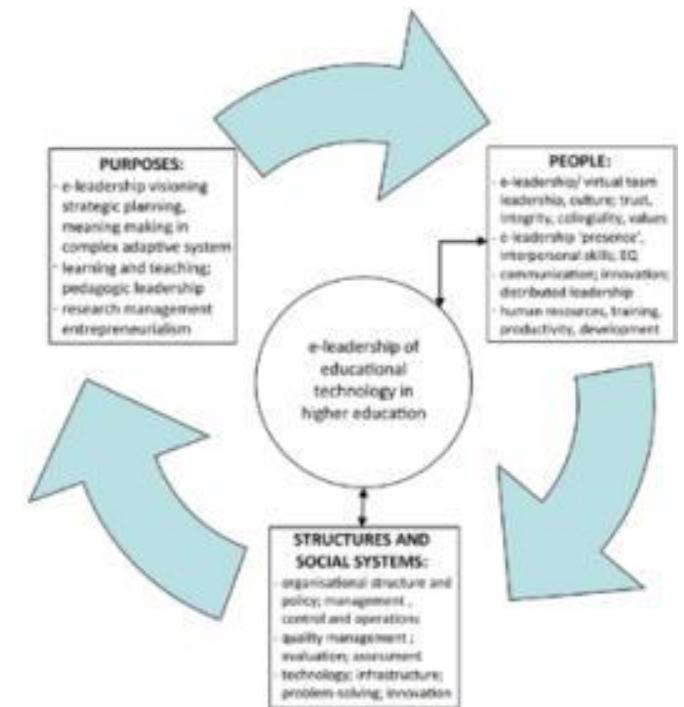 PURPOSES:
- e-leadership visioning
strategic planning,
meaning making in
complex adaptive system
- learning and teaching;
pedagogic leadership
- research management
entrepreneurialism
PEOPLE:
- e-leadership/ virtual team
leadership, culture; trust,
integrity, collegiality, values
- e-leadership 'presence',
interpersonal skills, EQ
communication; innovation;
distributed leadership
- human resources, training,
productivity, development
e-leadership of
educational
technology in
higher education
STRUCTURES AND
SOCIAL SYSTEMS:
- organisational structure and
policy; management ,
control and operations
- quality management ;
evaluation; assessment
- technology; infrastructure;
problem-solving; innovation